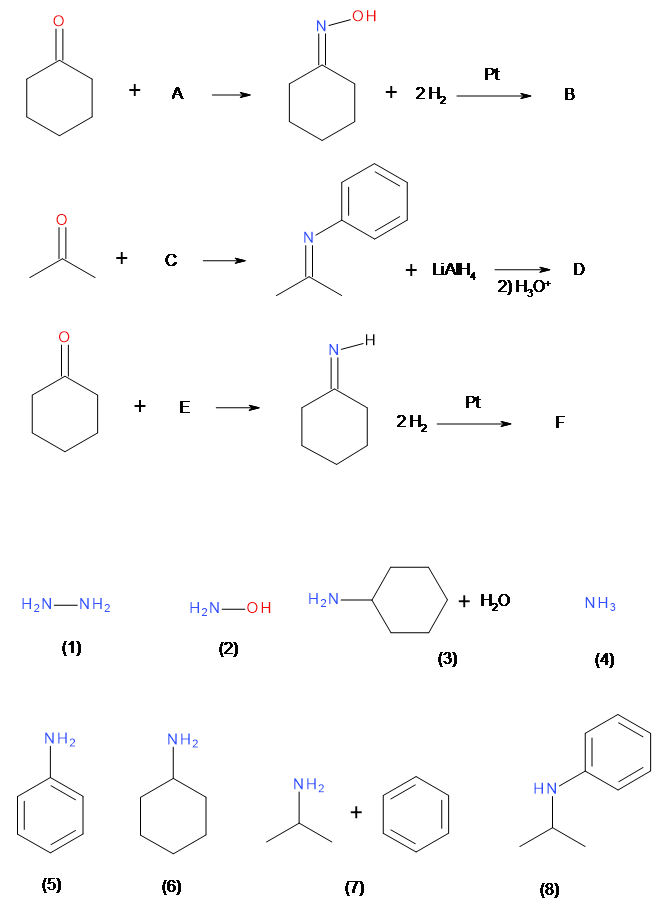 O
N OH
+ A + 2H₂ Pt B
O
N
+ C + LiAlH₄ 2) H₃O⁺ D
O
N H
+ E 2H₂ Pt F
H₂N NH₂ H₂N OH H₂N + H₂O NH₃
(1) (2) (3) (4)
NH₂ NH₂ NH₂ + HN
(5) (6) (7) (8)